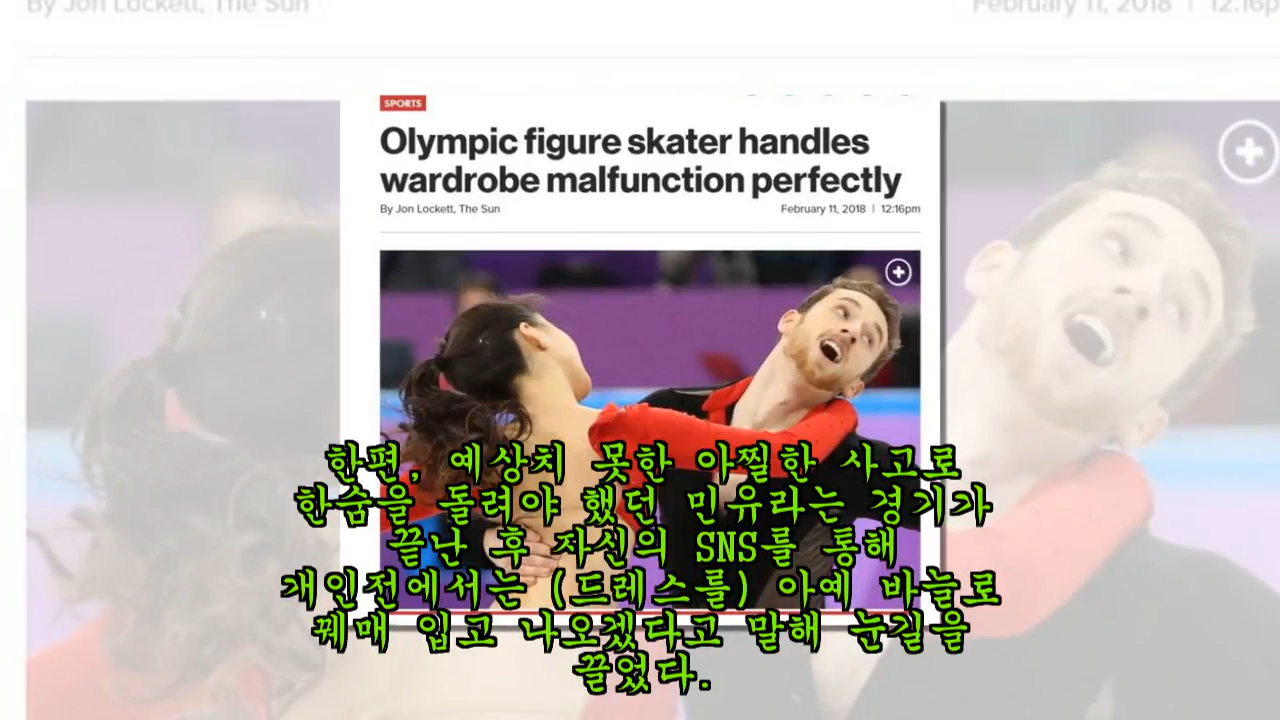 By Jon Lockett, The Sun
February 11, 2018 | 12:16p
SPORTS
Olympic figure skater handles
wardrobe malfunction perfectly
By Jon Lockett, The Sun
February 11, 2018 | 12:16pm
한편, 예상치 못한 아찔한 사고로
한숨을 돌려야 했던 민유라는 경기가
끝난 후 자신의 SNS를 통해
개인전에서는 (드레스를) 아예 바늘로
꿰매 입고 나오겠다고 말해 눈길을
끌었다.